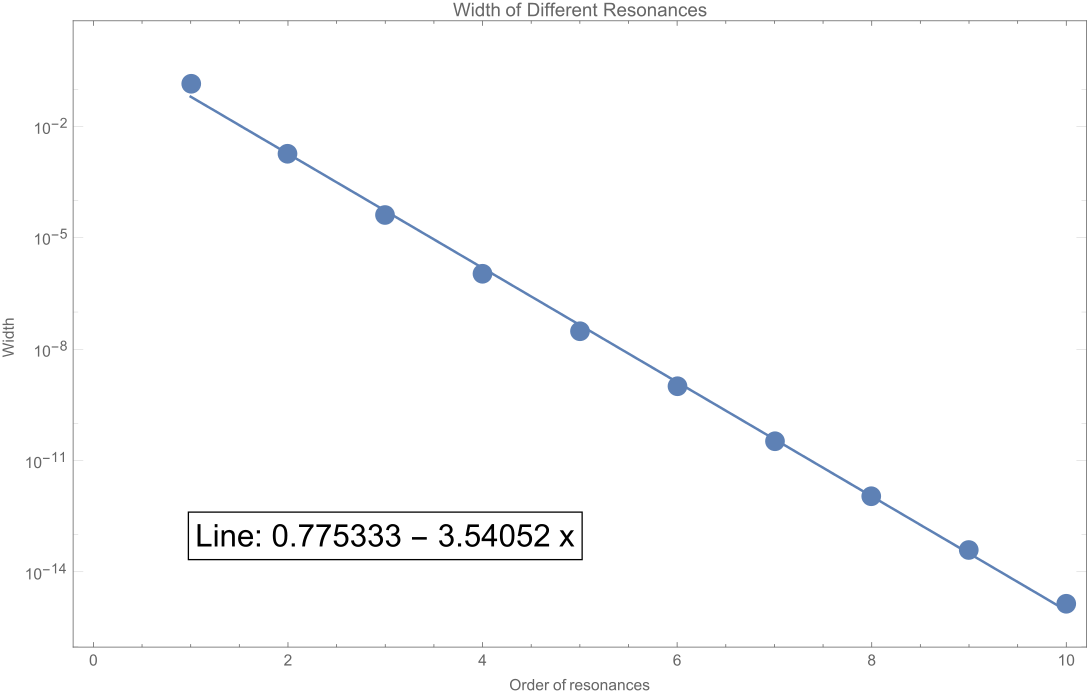 Width of Different Resonances
10⁻²
10⁻⁵
10⁻⁸
10⁻¹¹
10⁻¹⁴
Width
Line: 0.775333 − 3.54052 x
0 2 4 6 8 10
Order of resonances